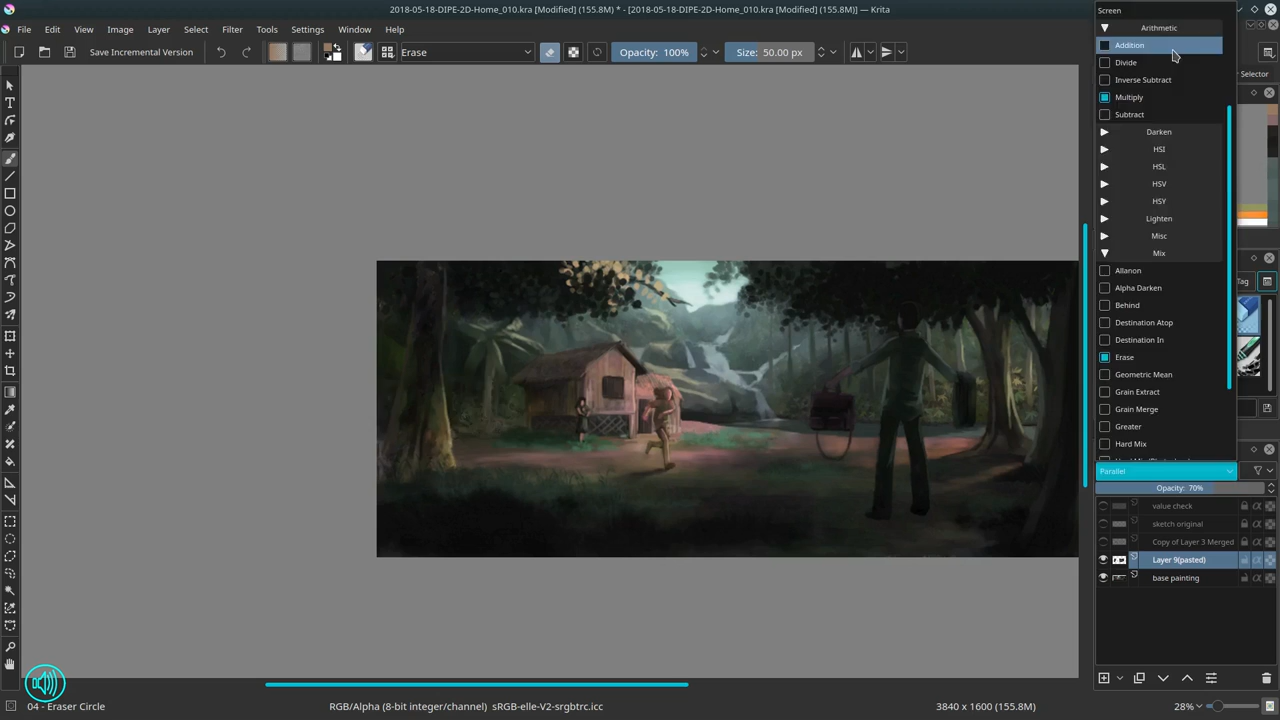 2018-05-18-DIPE-2D-Home_010.kra [Modified] (155.8M) * - [2018-05-18-DIPE-2D-Home_010.kra [Modified] (155.8M)] — Krita
File Edit View Image Layer Select Filter Tools Settings Window Help
Save Incremental Version
Erase
Opacity: 100%
Size: 50.00 px
Screen
Arithmetic
Addition
Divide
Inverse Subtract
Multiply
Subtract
Darken
HSI
HSL
HSV
HSY
Lighten
Misc
Mix
Allanon
Alpha Darken
Behind
Destination Atop
Destination In
Erase
Geometric Mean
Grain Extract
Grain Merge
Greater
Hard Mix
Selector
Tag
Parallel
Opacity: 70%
value check
sketch original
Copy of Layer 3 Merged
Layer 9(pasted)
base painting
04 - Eraser Circle
RGB/Alpha (8-bit integer/channel) sRGB-elle-V2-srgbtrc.icc
3840 x 1600 (155.8M)
28%